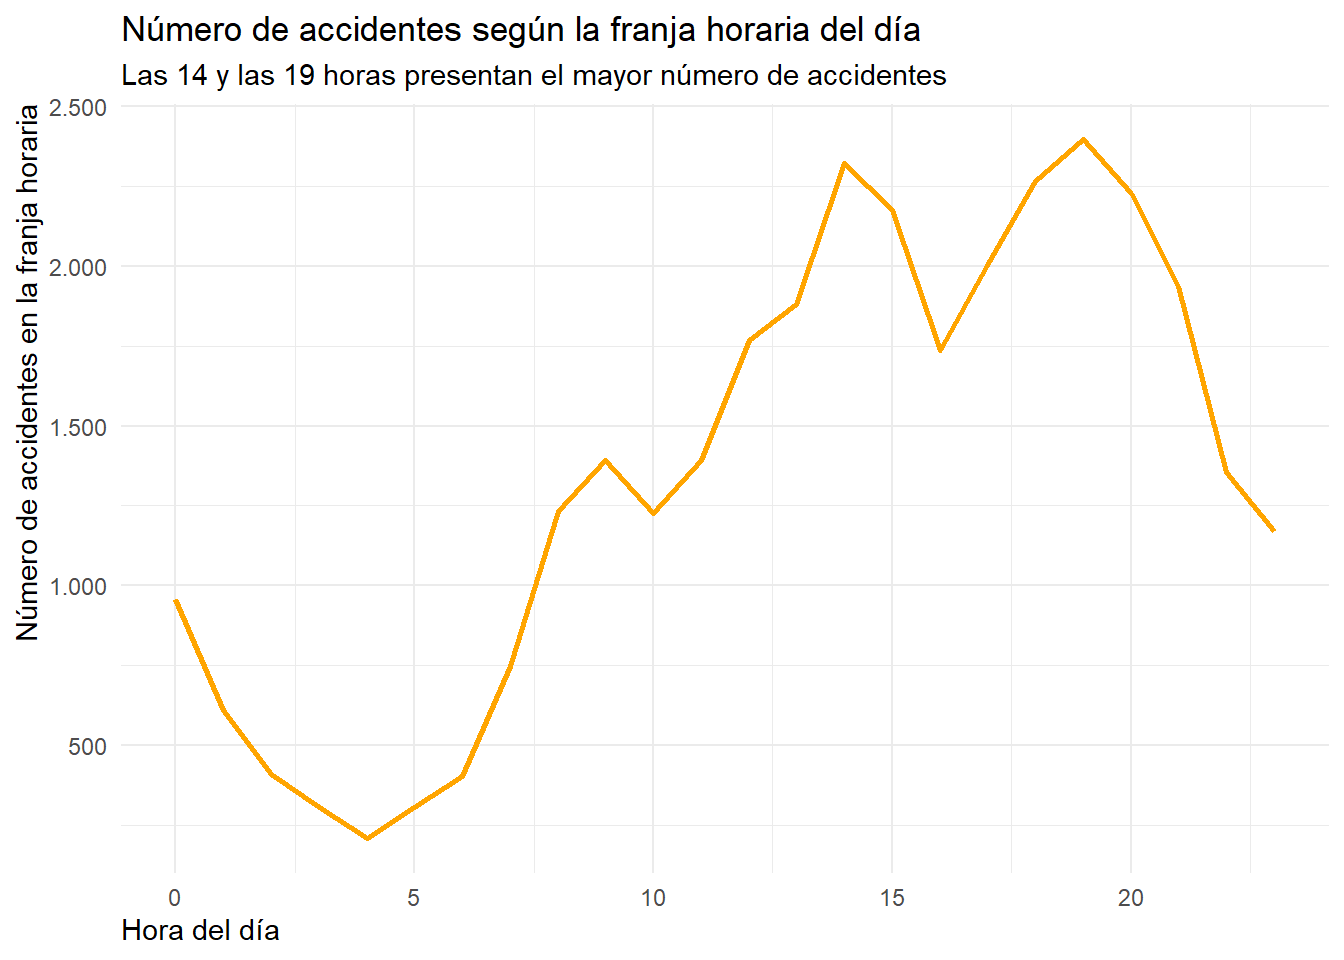 Número de accidentes según la franja horaria del día
Las 14 y las 19 horas presentan el mayor número de accidentes
Número de accidentes en la franja horaria
2.500
2.000
1.500
1.000
500
0 5 10 15 20
Hora del día